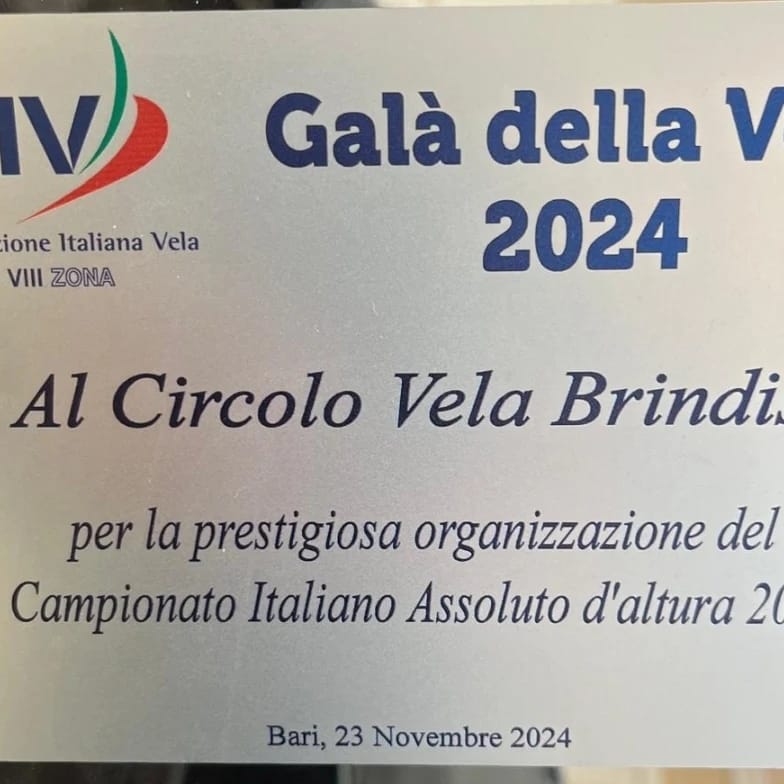 IV
Galà della V
2024
zione Italiana Vela
VIII ZONA
Al Circolo Vela Brindis
per la prestigiosa organizzazione del
Campionato Italiano Assoluto d'altura 20
Bari, 23 Novembre 2024